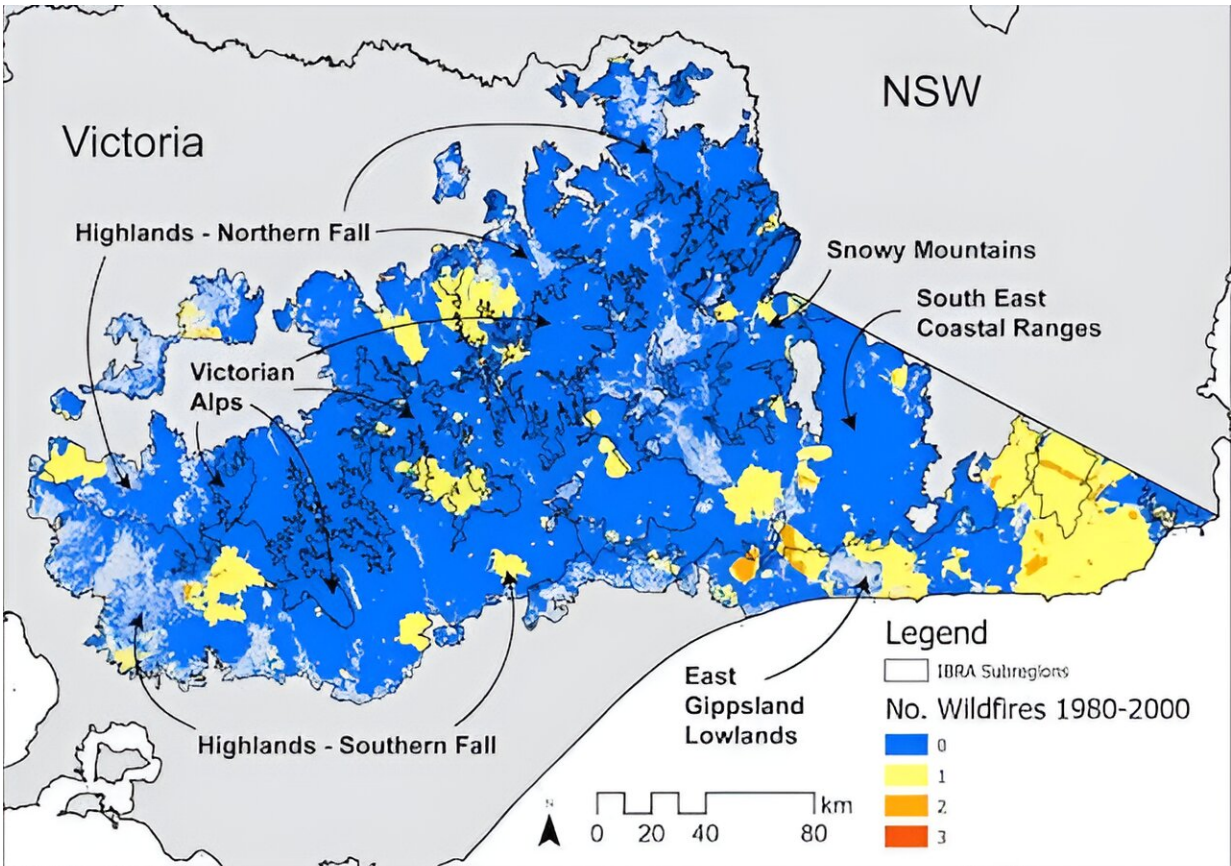 NSW
Victoria
Highlands - Northern Fall
Snowy Mountains
South East
Coastal Ranges
Victorian
Alps
East
Gippsland
Lowlands
Highlands - Southern Fall
Legend
IBRA Subregions
No. Wildfires 1980-2000
0
1
2
3
N
km
0 20 40 80